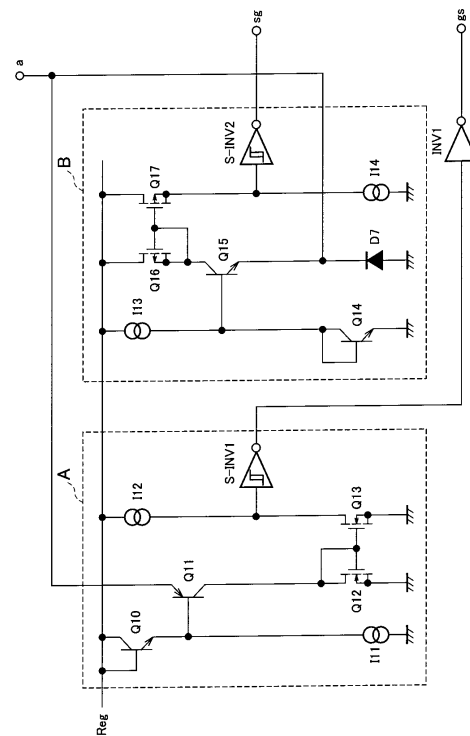 a
A
B
Reg
Q10
Q11
I12
S-INV1
I11
Q12
Q13
I13
Q16
Q17
Q15
S-INV2
sg
Q14
D7
I14
INV1
gs